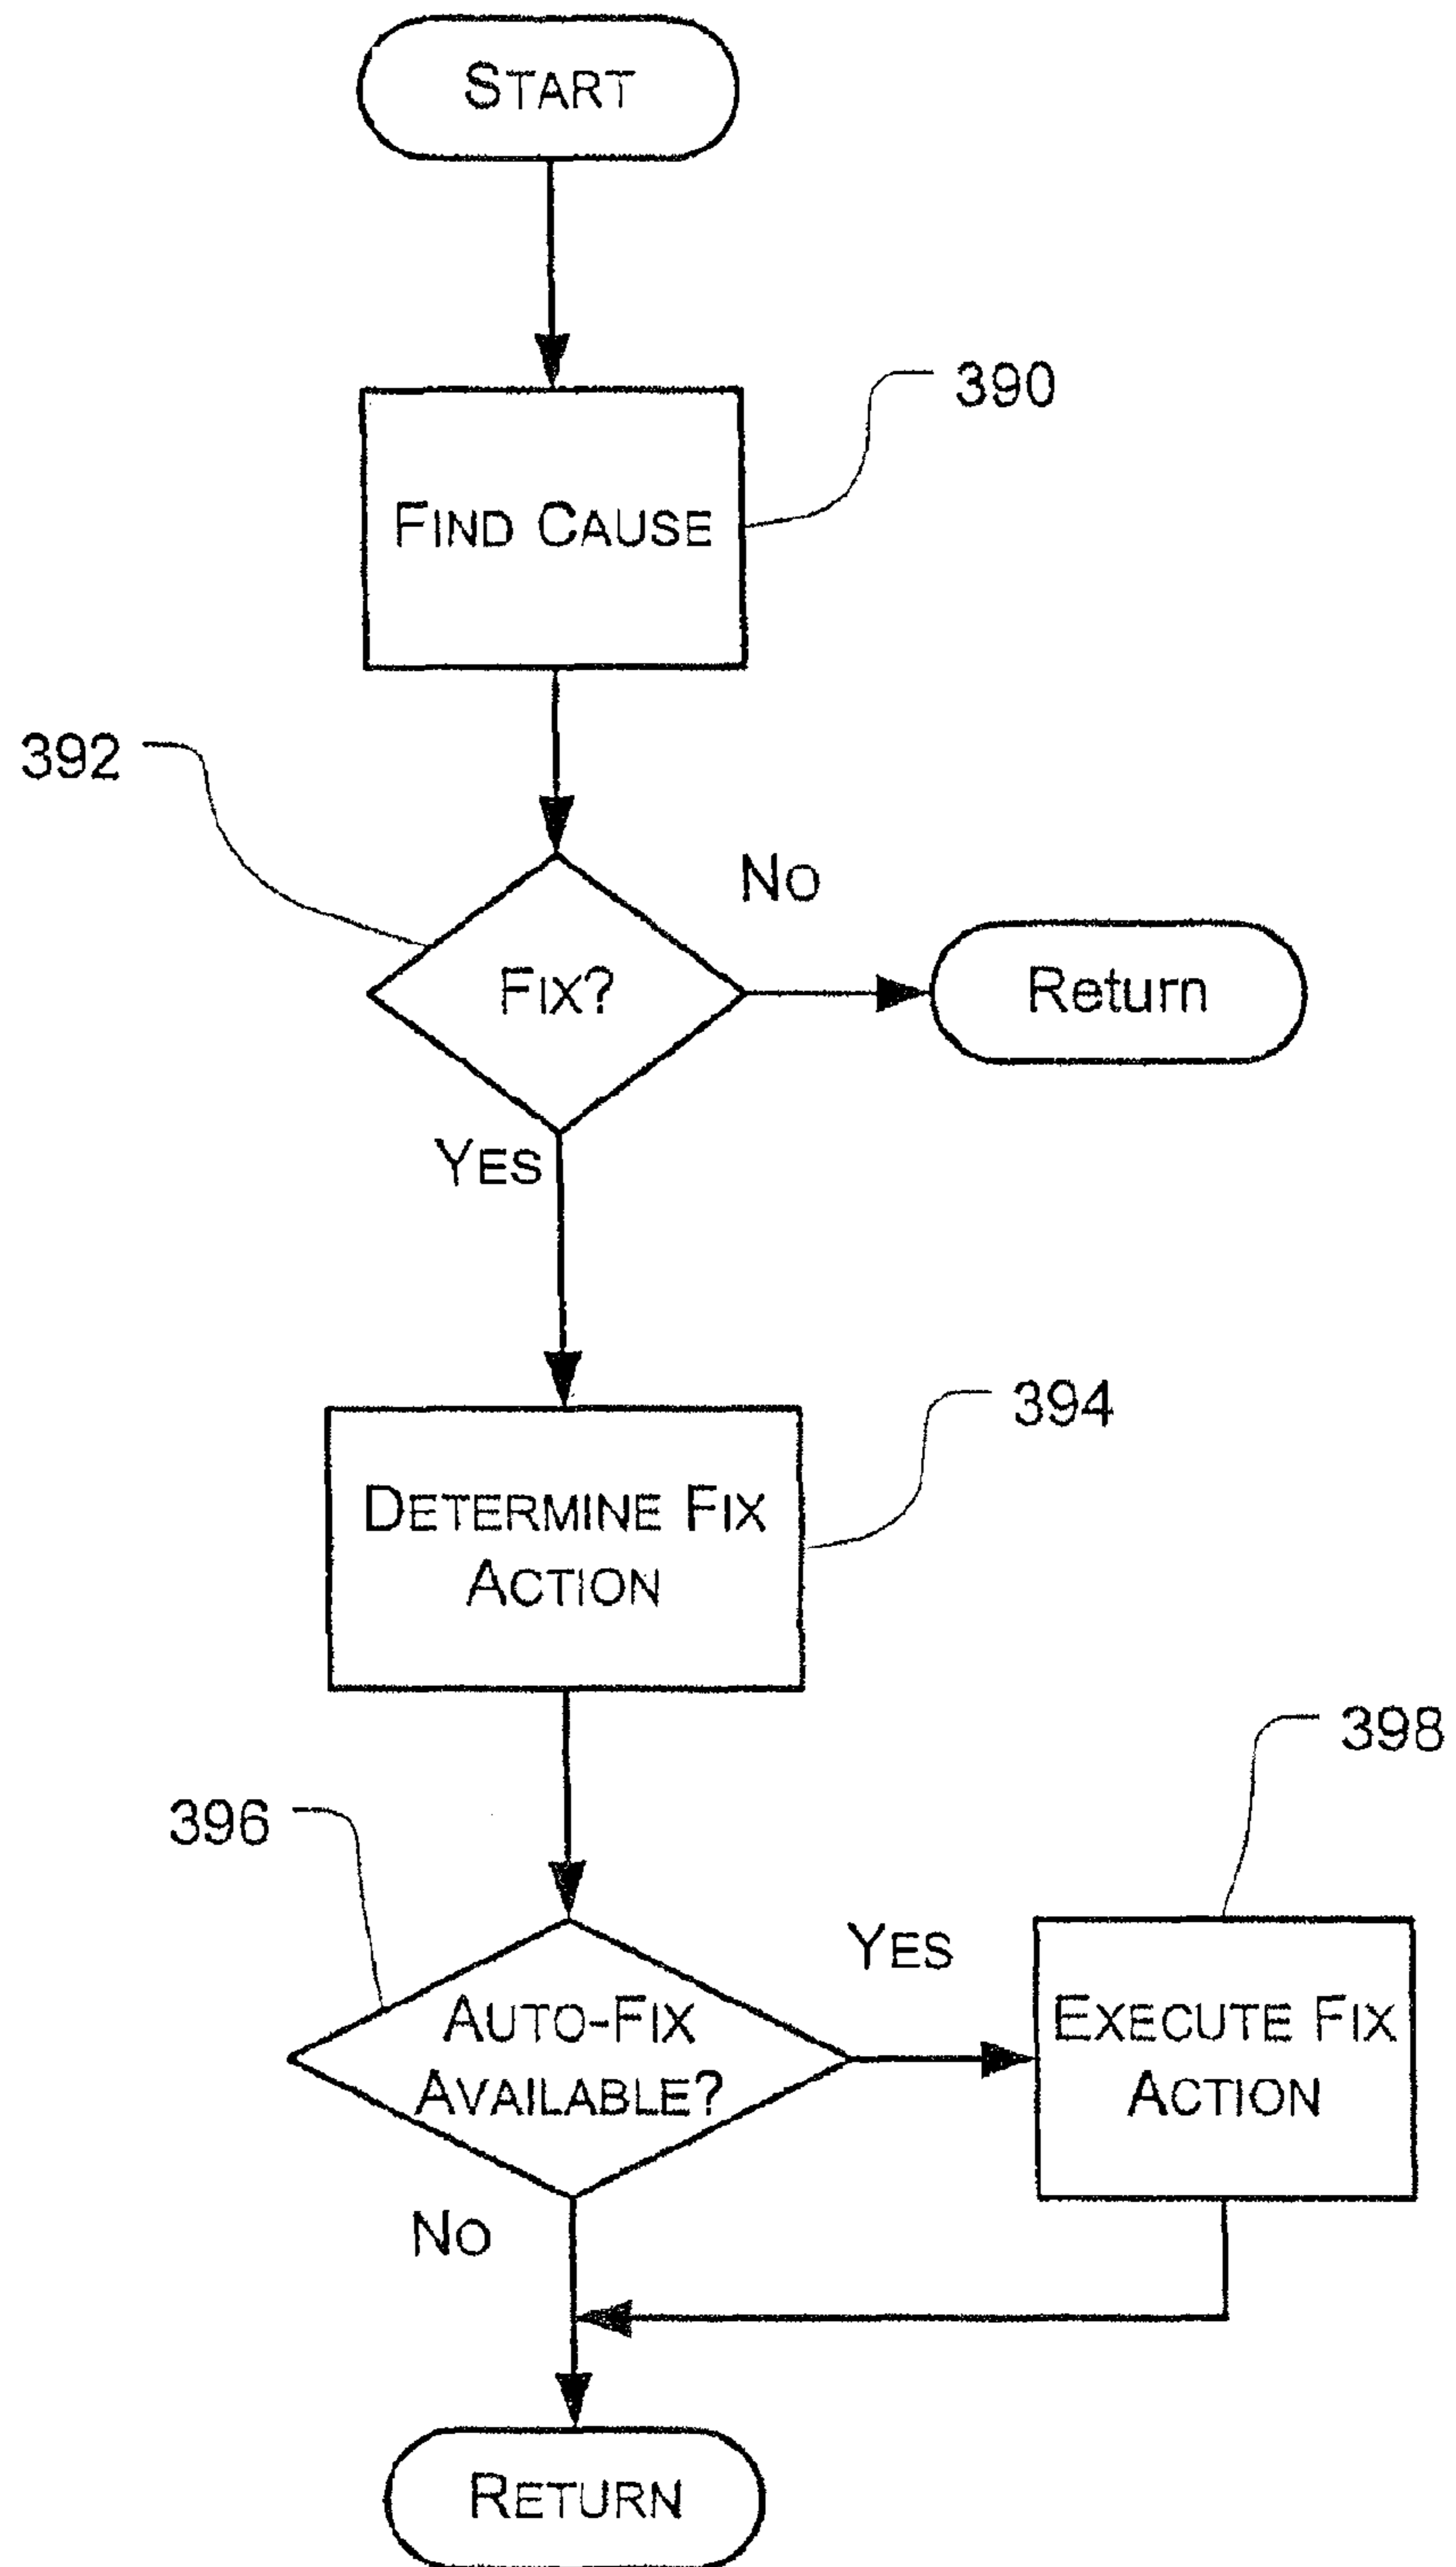 START
390
FIND CAUSE
392
NO
FIX?
Return
YES
394
DETERMINE FIX
ACTION
398
396
YES
AUTO-FIX
AVAILABLE?
EXECUTE FIX
ACTION
NO
RETURN